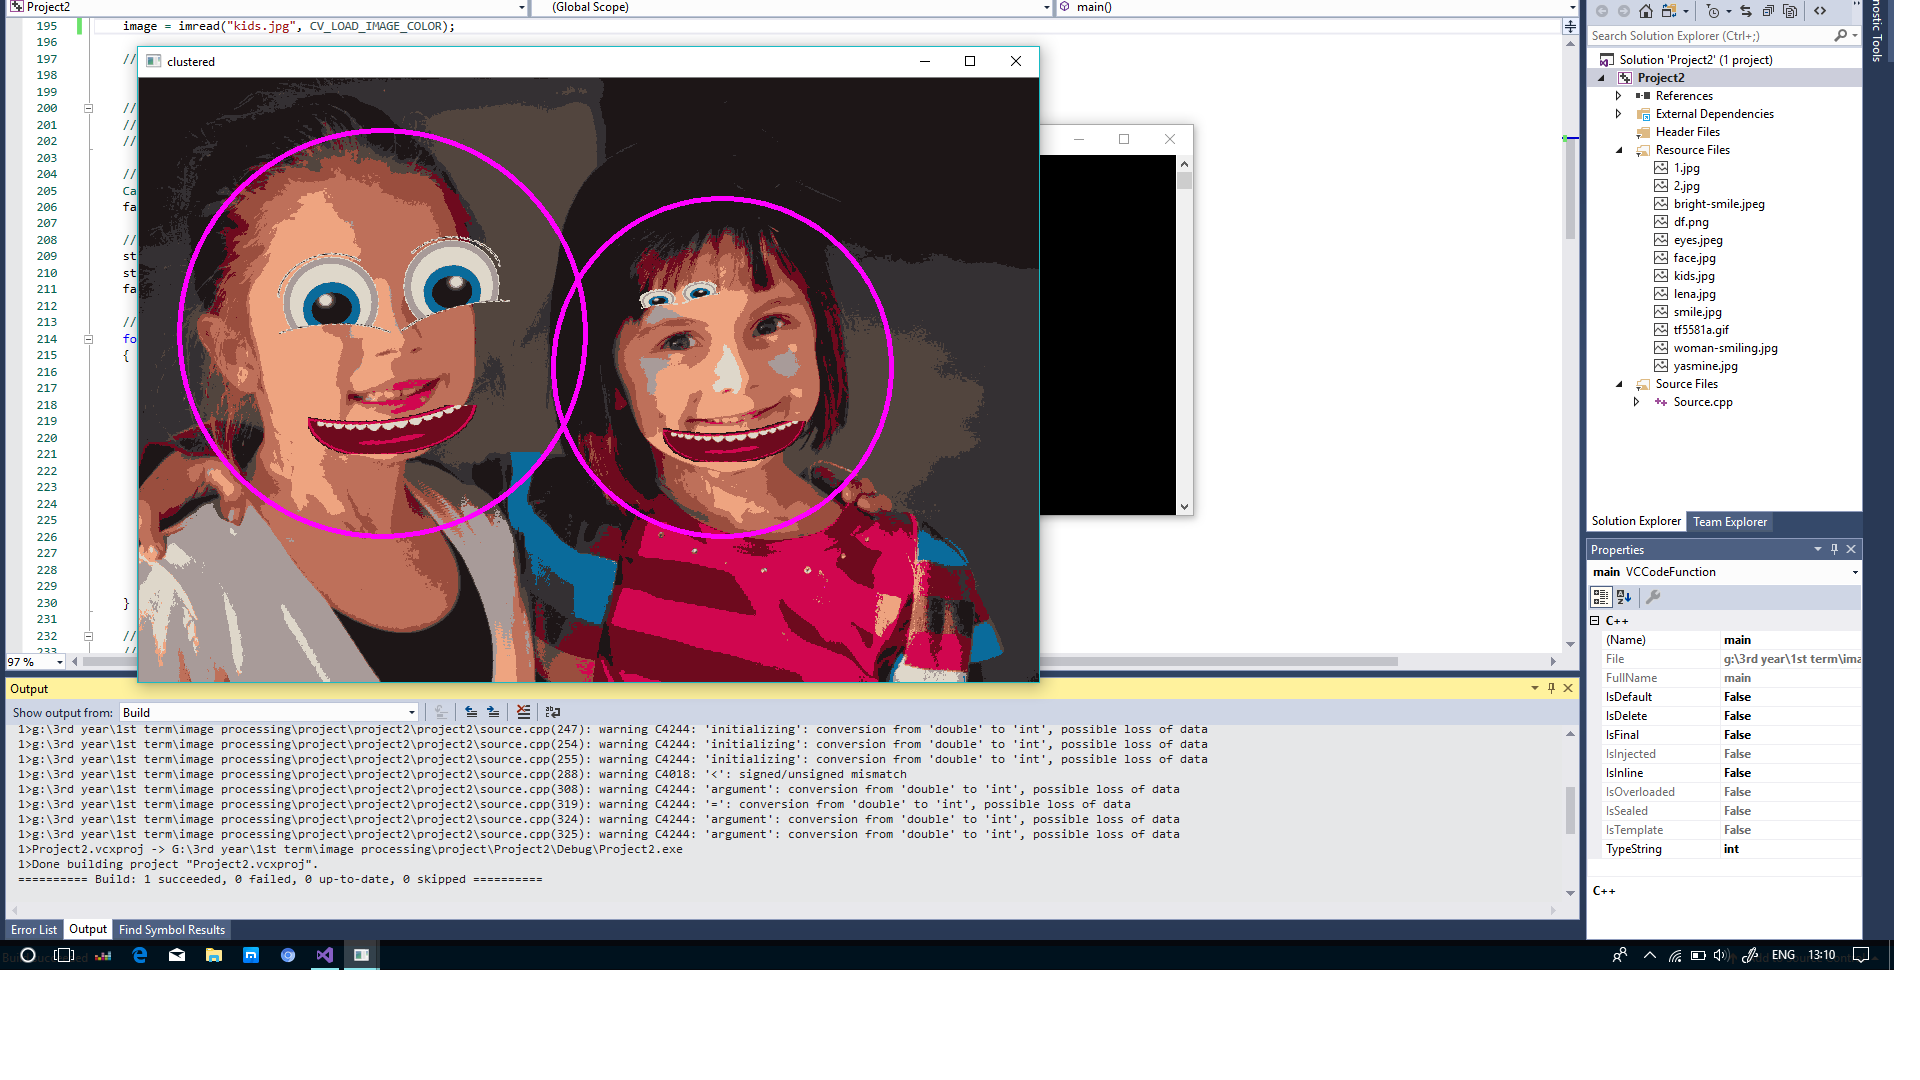 Project2
(Global Scope)
main()
195 image = imread("kids.jpg", CV_LOAD_IMAGE_COLOR);
196
197 //
198
199
200 //
201 //
202 //
203
204 //
205 Ca
206 fa
207
208 //
209 st
210 st
211 fa
212
213 //
214 fo
215 {
216
217
218
219
220
221
222
223
224
225
226
227
228
229
230 }
231
232 //
233 //
clustered
97 %
Output
Show output from: Build
1>g:\3rd year\1st term\image processing\project\project2\project2\source.cpp(247): warning C4244: 'initializing': conversion from 'double' to 'int', possible loss of data
1>g:\3rd year\1st term\image processing\project\project2\project2\source.cpp(254): warning C4244: 'initializing': conversion from 'double' to 'int', possible loss of data
1>g:\3rd year\1st term\image processing\project\project2\project2\source.cpp(255): warning C4244: 'initializing': conversion from 'double' to 'int', possible loss of data
1>g:\3rd year\1st term\image processing\project\project2\project2\source.cpp(288): warning C4018: '<': signed/unsigned mismatch
1>g:\3rd year\1st term\image processing\project\project2\project2\source.cpp(308): warning C4244: 'argument': conversion from 'double' to 'int', possible loss of data
1>g:\3rd year\1st term\image processing\project\project2\project2\source.cpp(319): warning C4244: '=': conversion from 'double' to 'int', possible loss of data
1>g:\3rd year\1st term\image processing\project\project2\project2\source.cpp(324): warning C4244: 'argument': conversion from 'double' to 'int', possible loss of data
1>g:\3rd year\1st term\image processing\project\project2\project2\source.cpp(325): warning C4244: 'argument': conversion from 'double' to 'int', possible loss of data
1>Project2.vcxproj -> G:\3rd year\1st term\image processing\project\Project2\Debug\Project2.exe
1>Done building project "Project2.vcxproj".
========== Build: 1 succeeded, 0 failed, 0 up-to-date, 0 skipped ==========
Error List Output Find Symbol Results
Search Solution Explorer (Ctrl+;)
Solution 'Project2' (1 project)
Project2
References
External Dependencies
Header Files
Resource Files
1.jpg
2.jpg
bright-smile.jpeg
df.png
eyes.jpeg
face.jpg
kids.jpg
lena.jpg
smile.jpg
tf5581a.gif
woman-smiling.jpg
yasmine.jpg
Source Files
Source.cpp
Solution Explorer Team Explorer
Properties
main VCCodeFunction
C++
(Name) main
File g:\3rd year\1st term\ima
FullName main
IsDefault False
IsDelete False
IsFinal False
IsInjected False
IsInline False
IsOverloaded False
IsSealed False
IsTemplate False
TypeString int
C++
nostic Tools
ENG 13:10